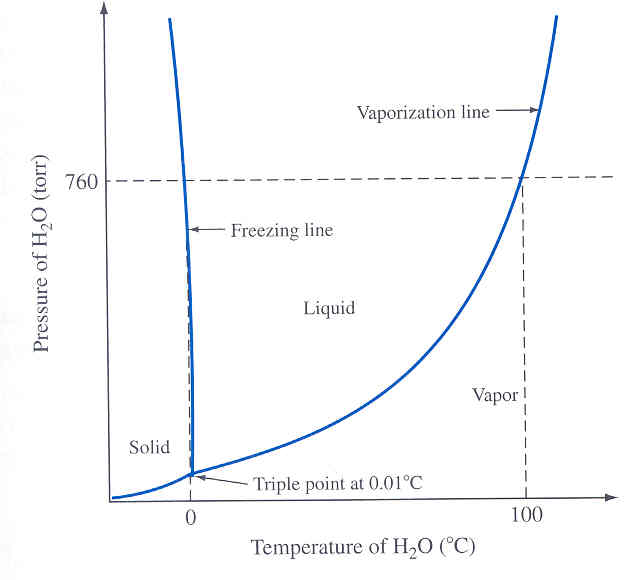 Vaporization line
760
Freezing line
Pressure of H₂O (torr)
Liquid
Vapor
Solid
Triple point at 0.01°C
0
100
Temperature of H₂O (°C)